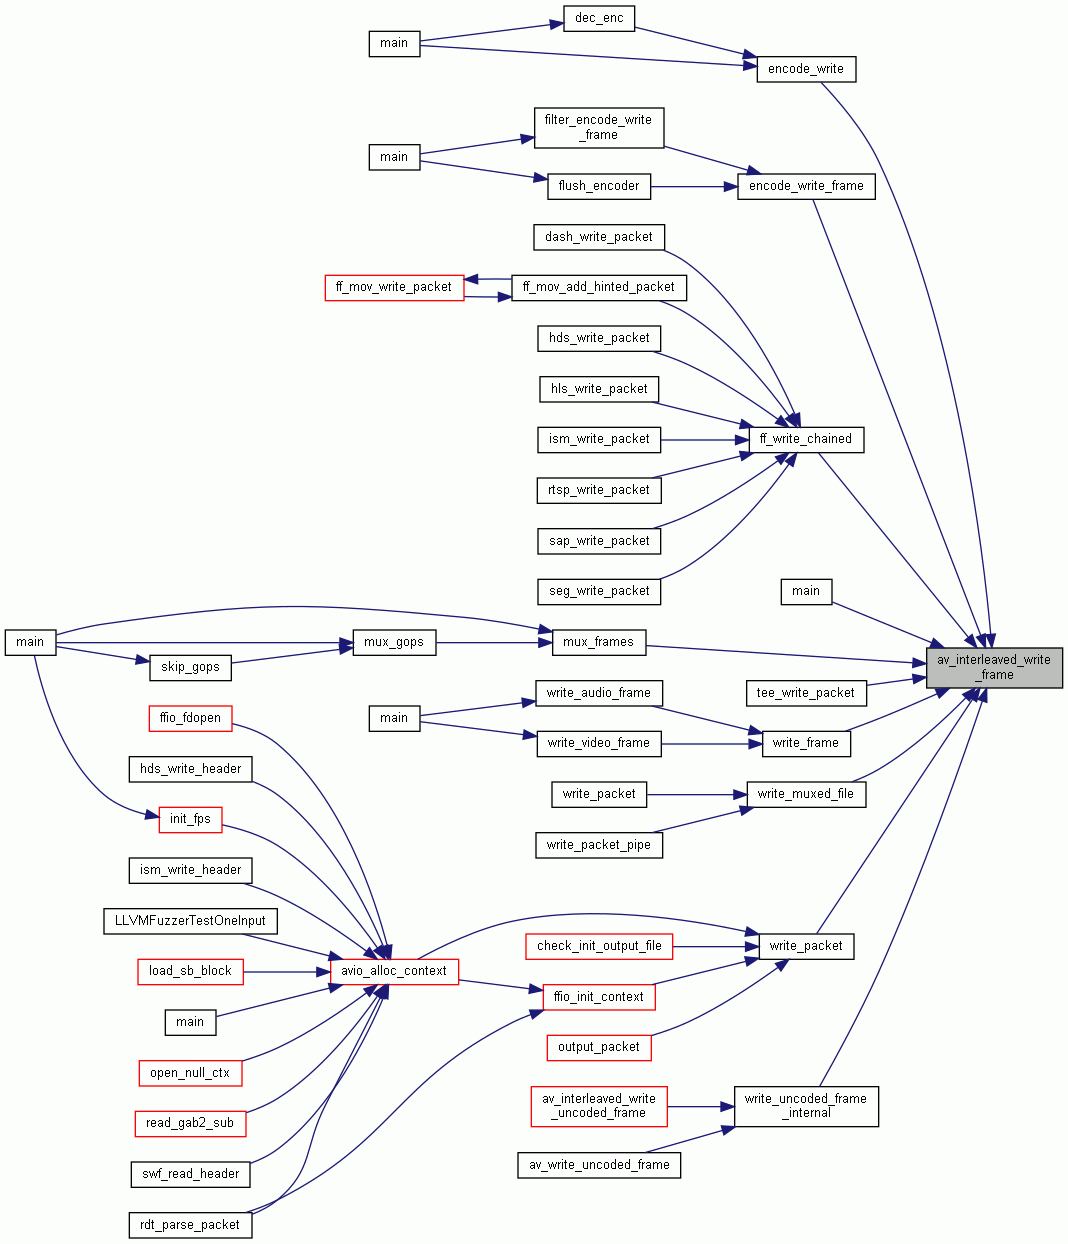 dec_enc
main
encode_write
filter_encode_write
_frame
main
flush_encoder
encode_write_frame
dash_write_packet
ff_mov_write_packet
ff_mov_add_hinted_packet
hds_write_packet
hls_write_packet
ism_write_packet
ff_write_chained
rtsp_write_packet
sap_write_packet
seg_write_packet
main
main
mux_gops
mux_frames
skip_gops
av_interleaved_write
_frame
tee_write_packet
write_audio_frame
ffio_fdopen
main
write_video_frame
write_frame
hds_write_header
write_packet
write_muxed_file
init_fps
write_packet_pipe
ism_write_header
LLVMFuzzerTestOneInput
check_init_output_file
write_packet
load_sb_block
avio_alloc_context
ffio_init_context
main
output_packet
open_null_ctx
av_interleaved_write
_uncoded_frame
write_uncoded_frame
_internal
read_gab2_sub
av_write_uncoded_frame
swf_read_header
rdt_parse_packet